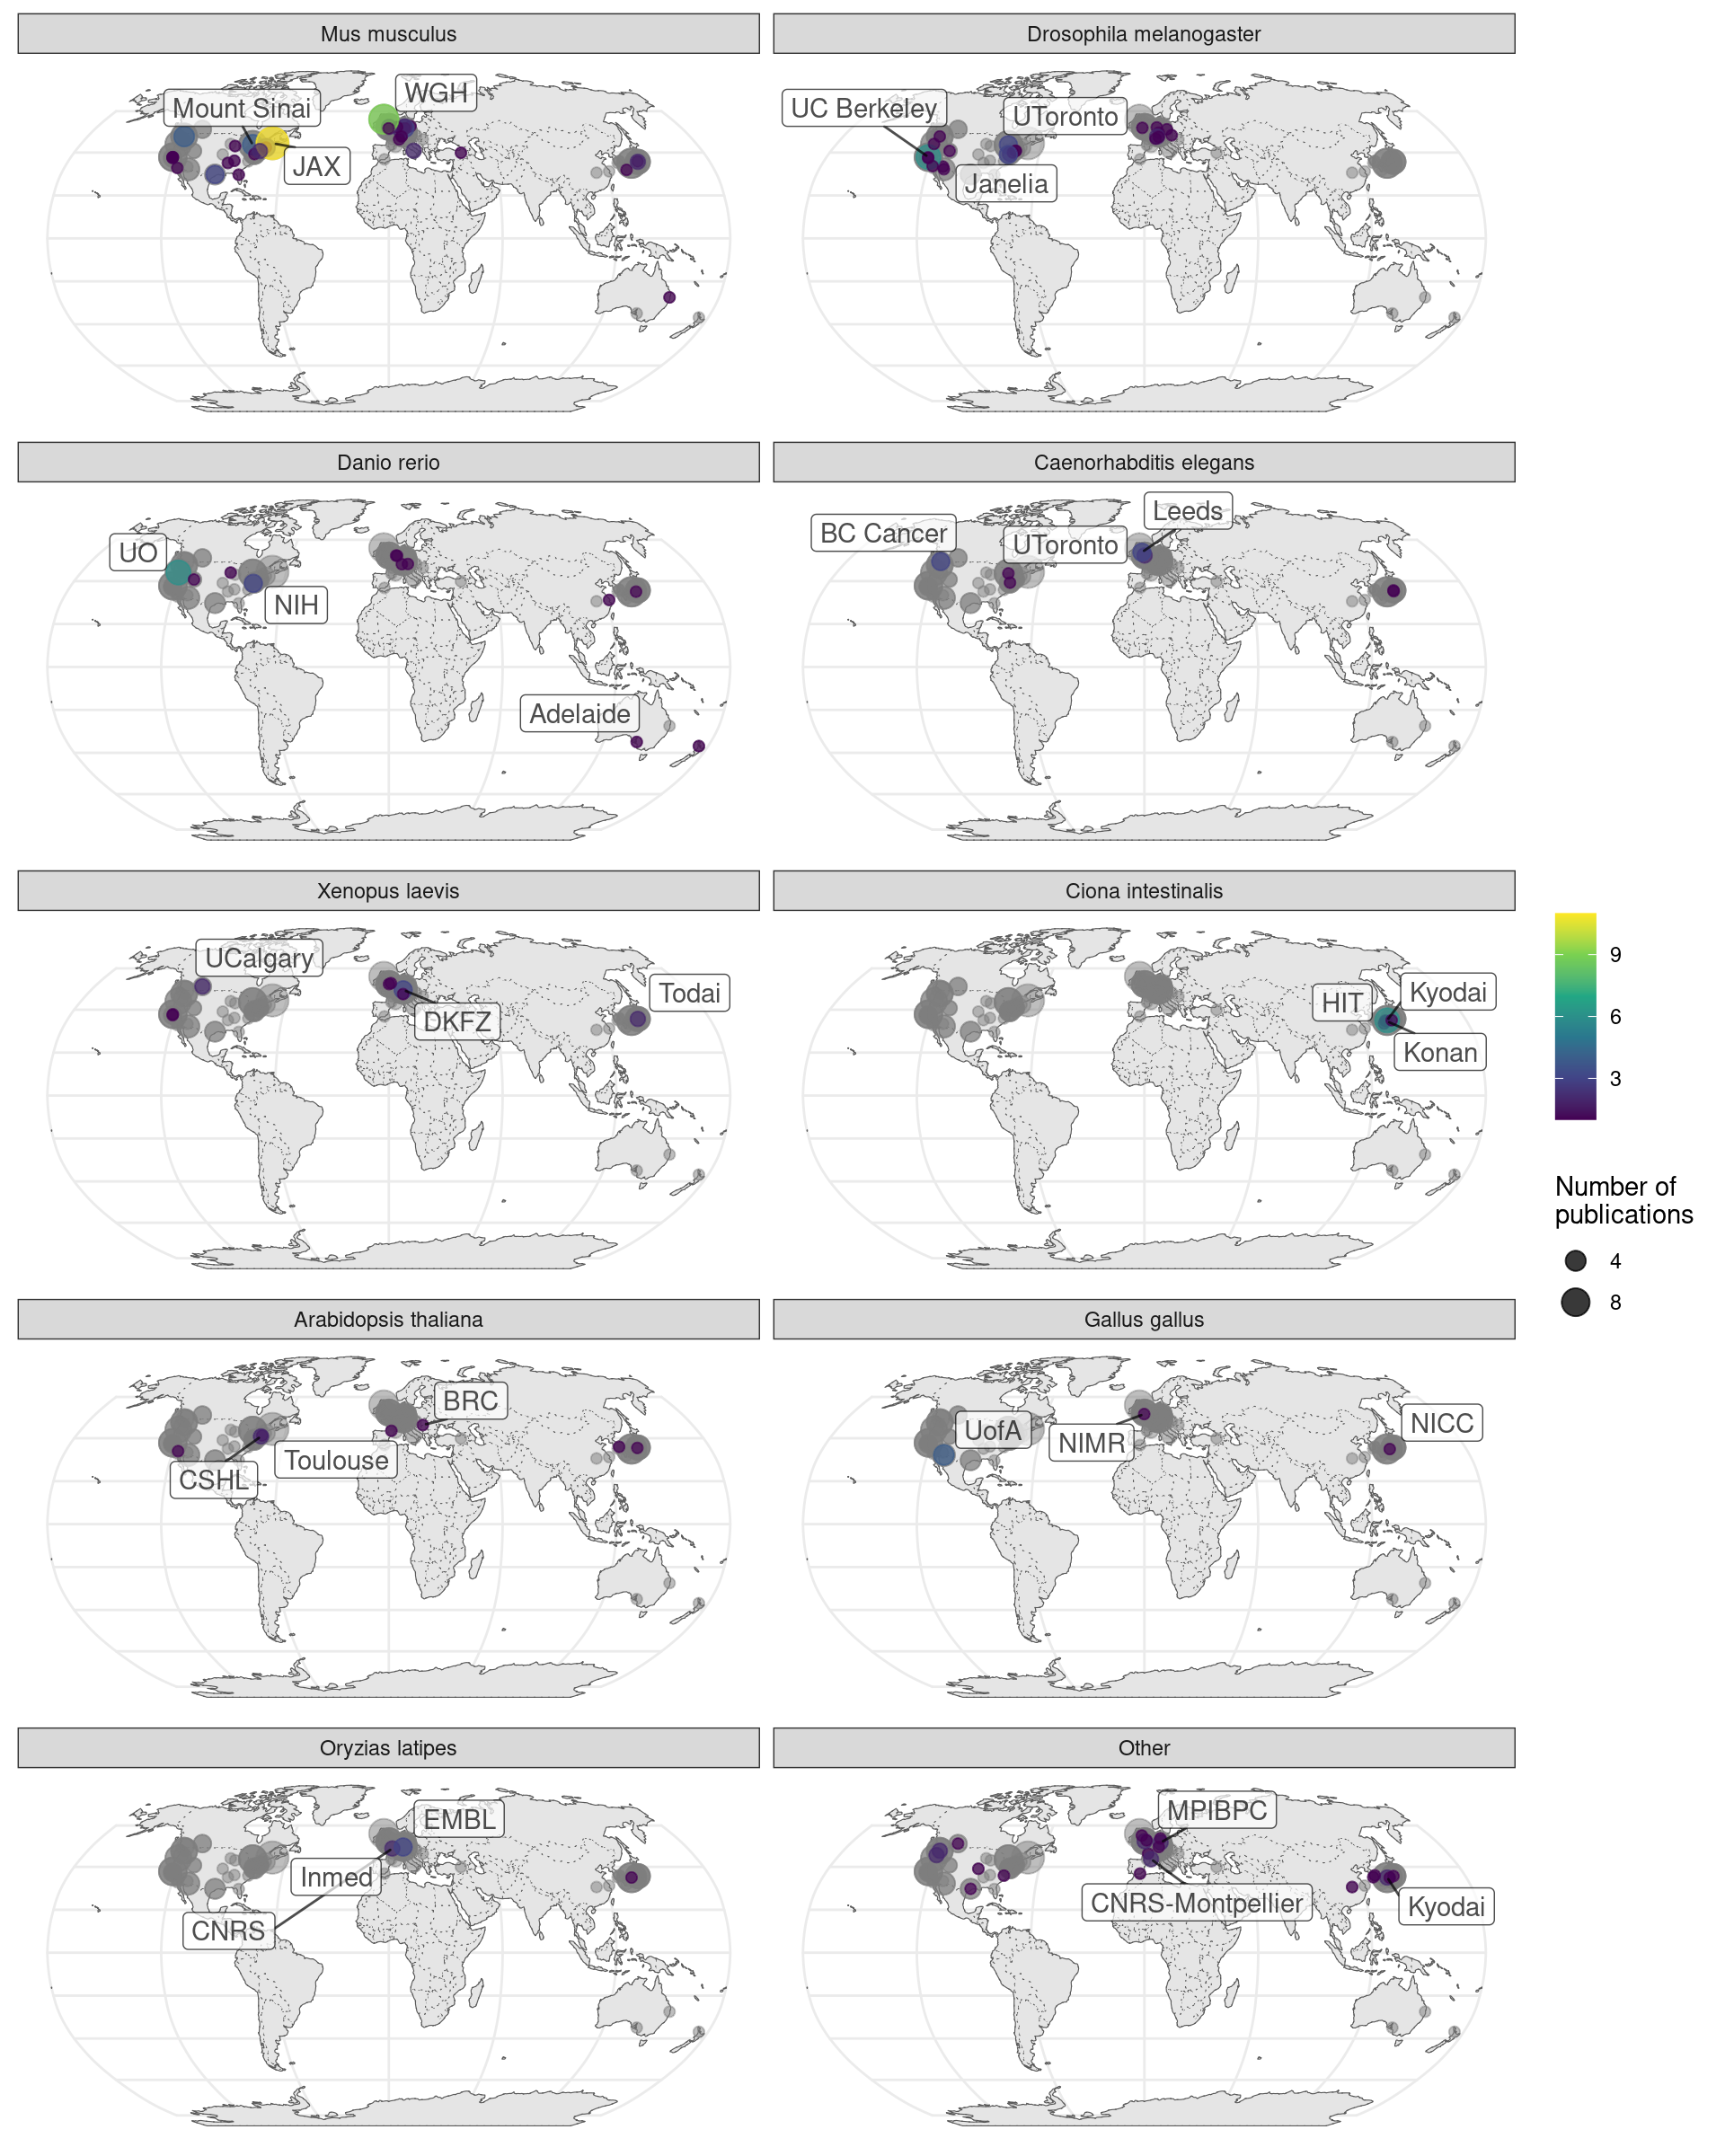 Mus musculus
Drosophila melanogaster
Mount Sinai
WGH
JAX
UC Berkeley
UToronto
Janelia
Danio rerio
Caenorhabditis elegans
UO
NIH
Adelaide
BC Cancer
UToronto
Leeds
Xenopus laevis
Ciona intestinalis
UCalgary
DKFZ
Todai
HIT
Kyodai
Konan
9
6
3
Number of
publications
4
8
Arabidopsis thaliana
Gallus gallus
BRC
Toulouse
CSHL
UofA
NIMR
NICC
Oryzias latipes
Other
EMBL
Inmed
CNRS
MPIBPC
CNRS-Montpellier
Kyodai